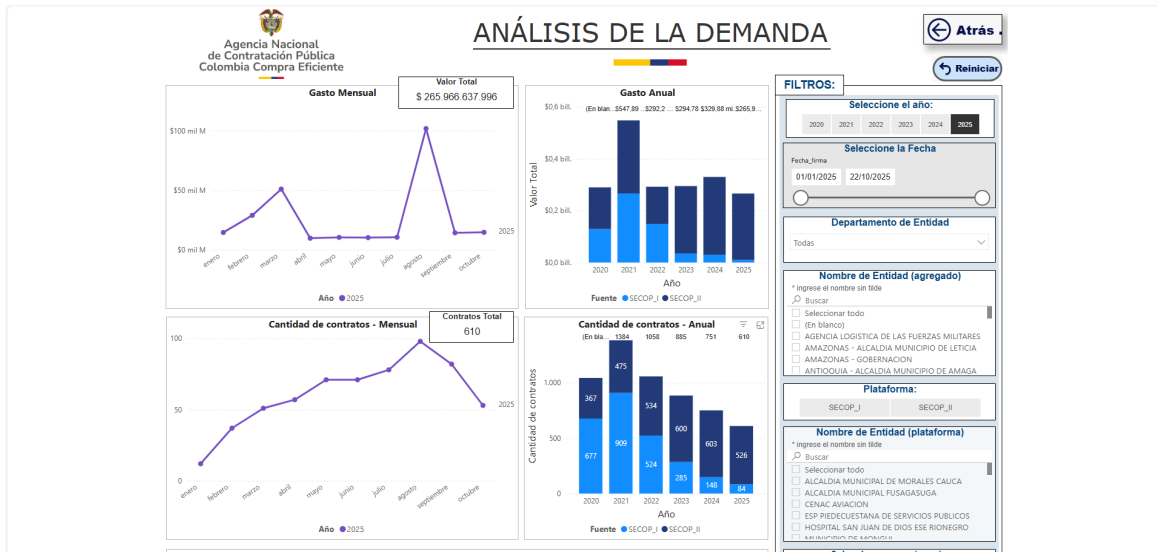 Agencia Nacional
de Contratación Pública
Colombia Compra Eficiente
ANÁLISIS DE LA DEMANDA
Atrás .
Reiniciar
Gasto Mensual
Valor Total
$ 265.966.637.996
$100 mil M
$50 mil M
$0 mil M
enero
febrero
marzo
abril
mayo
junio
julio
agosto
septiembre
octubre
2025
Año 2025
Gasto Anual
(En blan... $547,89 ... $292,2 ... $294,78 $329,88 mi. $265,9...
Valor Total
$0,6 bill.
$0,4 bill.
$0,2 bill.
$0,0 bill.
2020 2021 2022 2023 2024 2025
Año
Fuente SECOP_I SECOP_II
Cantidad de contratos - Mensual
Contratos Total
610
100
50
0
enero
febrero
marzo
abril
mayo
junio
julio
agosto
septiembre
octubre
2025
Año 2025
Cantidad de contratos - Anual
(En bla... 1384 1058 885 751 610
Cantidad de contratos
1.000
500
0
367 475 534 600 603 526
677 909 524 285 148 84
2020 2021 2022 2023 2024 2025
Año
Fuente SECOP_I SECOP_II
FILTROS:
Seleccione el año:
2020 2021 2022 2023 2024 2025
Seleccione la Fecha
Fecha_firma
01/01/2025 22/10/2025
Departamento de Entidad
Todas
Nombre de Entidad (agregado)
* ingrese el nombre sin tilde
Buscar
Seleccionar todo
(En blanco)
AGENCIA LOGISTICA DE LAS FUERZAS MILITARES
AMAZONAS - ALCALDIA MUNICIPIO DE LETICIA
AMAZONAS - GOBERNACION
ANTIOQUIA - ALCALDIA MUNICIPIO DE AMAGA
Plataforma:
SECOP_I SECOP_II
Nombre de Entidad (plataforma)
* ingrese el nombre sin tilde
Buscar
Seleccionar todo
ALCALDIA MUNICIPAL DE MORALES CAUCA
ALCALDIA MUNICIPAL FUSAGASUGA
CENAC AVIACION
ESP PIEDECUESTANA DE SERVICIOS PUBLICOS
HOSPITAL SAN JUAN DE DIOS ESE RIONEGRO
MUNICIPIO DE MONGUI